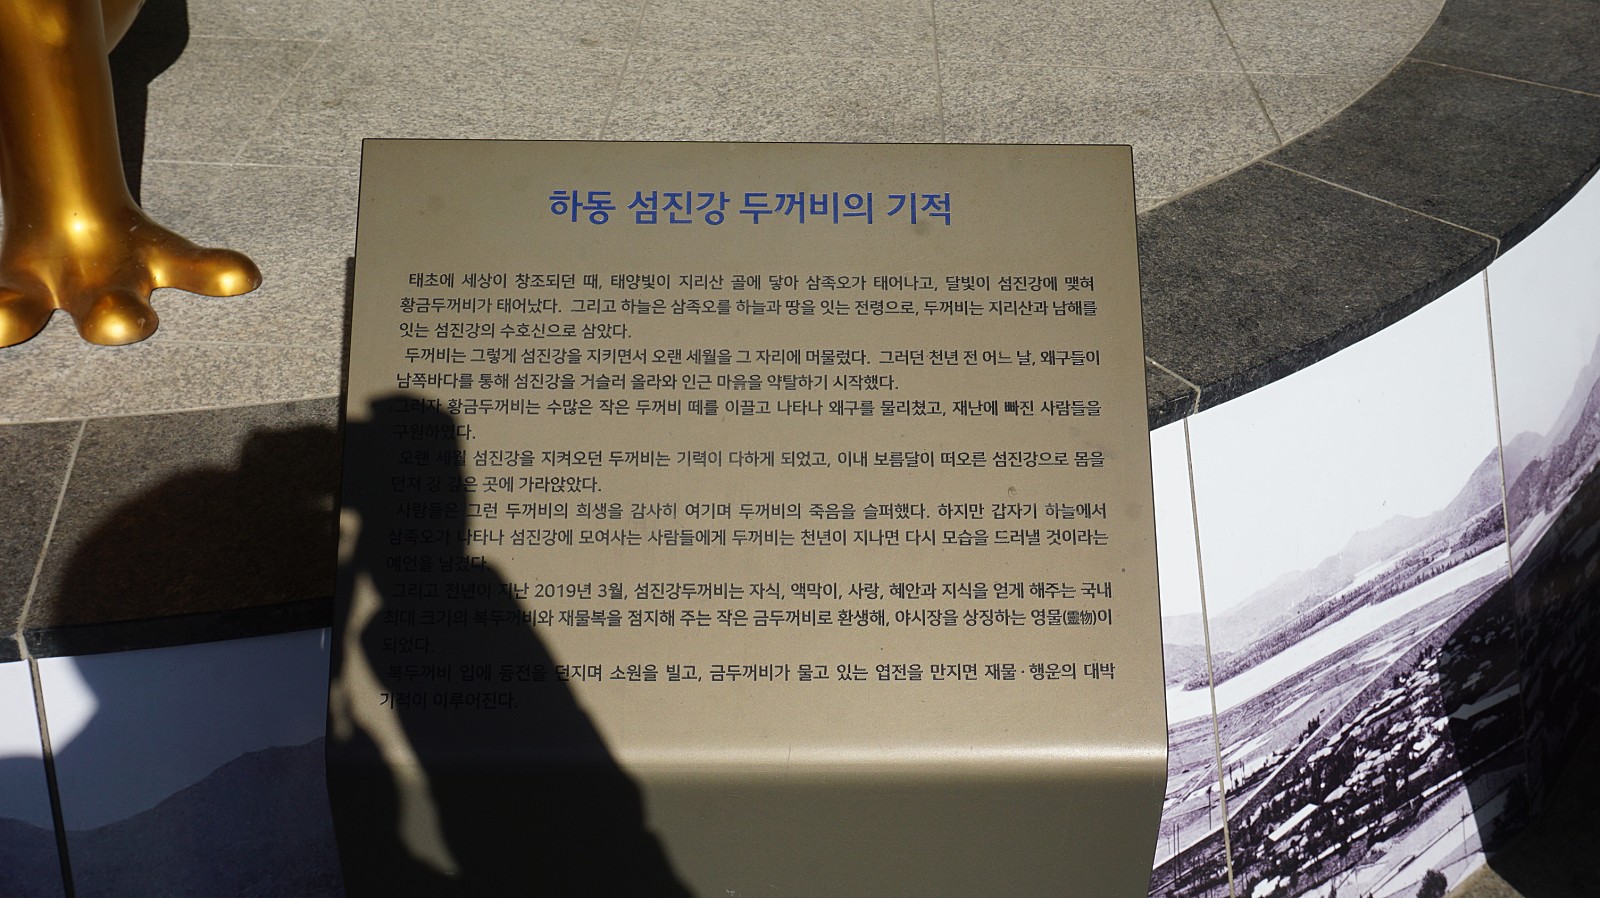 하동 섬진강 두꺼비의 기적
태초에 세상이 창조되던 때, 태양빛이 지리산 골에 닿아 삼족오가 태어나고, 달빛이 섬진강에 맺혀
황금두꺼비가 태어났다. 그리고 하늘은 삼족오를 하늘과 땅을 잇는 전령으로, 두꺼비는 지리산과 남해를
잇는 섬진강의 수호신으로 삼았다.
두꺼비는 그렇게 섬진강을 지키면서 오랜 세월을 그 자리에 머물렀다. 그러던 천년 전 어느 날, 왜구들이
남쪽바다를 통해 섬진강을 거슬러 올라와 인근 마을을 약탈하기 시작했다.
그러자 황금두꺼비는 수많은 작은 두꺼비 떼를 이끌고 나타나 왜구를 물리쳤고, 재난에 빠진 사람들을
구원하였다.
오랜 세월 섬진강을 지켜오던 두꺼비는 기력이 다하게 되었고, 이내 보름달이 떠오른 섬진강으로 몸을
던져 강 깊은 곳에 가라앉았다.
사람들은 그런 두꺼비의 희생을 감사히 여기며 두꺼비의 죽음을 슬퍼했다. 하지만 갑자기 하늘에서
삼족오가 나타나 섬진강에 모여사는 사람들에게 두꺼비는 천년이 지나면 다시 모습을 드러낼 것이라는
예언을 남겼다.
그리고 천년이 지난 2019년 3월, 섬진강두꺼비는 자식, 액막이, 사랑, 혜안과 지식을 얻게 해주는 국내
최대 크기의 복두꺼비와 재물복을 점지해 주는 작은 금두꺼비로 환생해, 야시장을 상징하는 영물(靈物)이
되었다.
복두꺼비 입에 동전을 던지며 소원을 빌고, 금두꺼비가 물고 있는 엽전을 만지면 재물·행운의 대박
기적이 이루어진다.